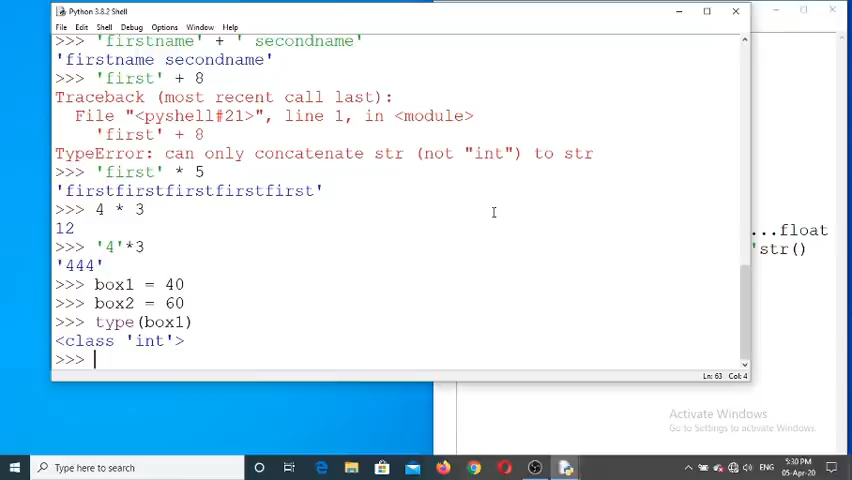 Python 3.8.2 Shell
File Edit Shell Debug Options Window Help
>>> 'firstname' + ' secondname'
'firstname secondname'
>>> 'first' + 8
Traceback (most recent call last):
  File "<pyshell#21>", line 1, in <module>
    'first' + 8
TypeError: can only concatenate str (not "int") to str
>>> 'first' * 5
'firstfirstfirstfirstfirst'
>>> 4 * 3
12
>>> '4'*3
'444'
>>> box1 = 40
>>> box2 = 60
>>> type(box1)
<class 'int'>
>>>
Ln: 63 Col: 4
...float
'str()
Activate Windows
Go to Settings to activate Windows.
Type here to search
ENG
5:30 PM
05-Apr-20